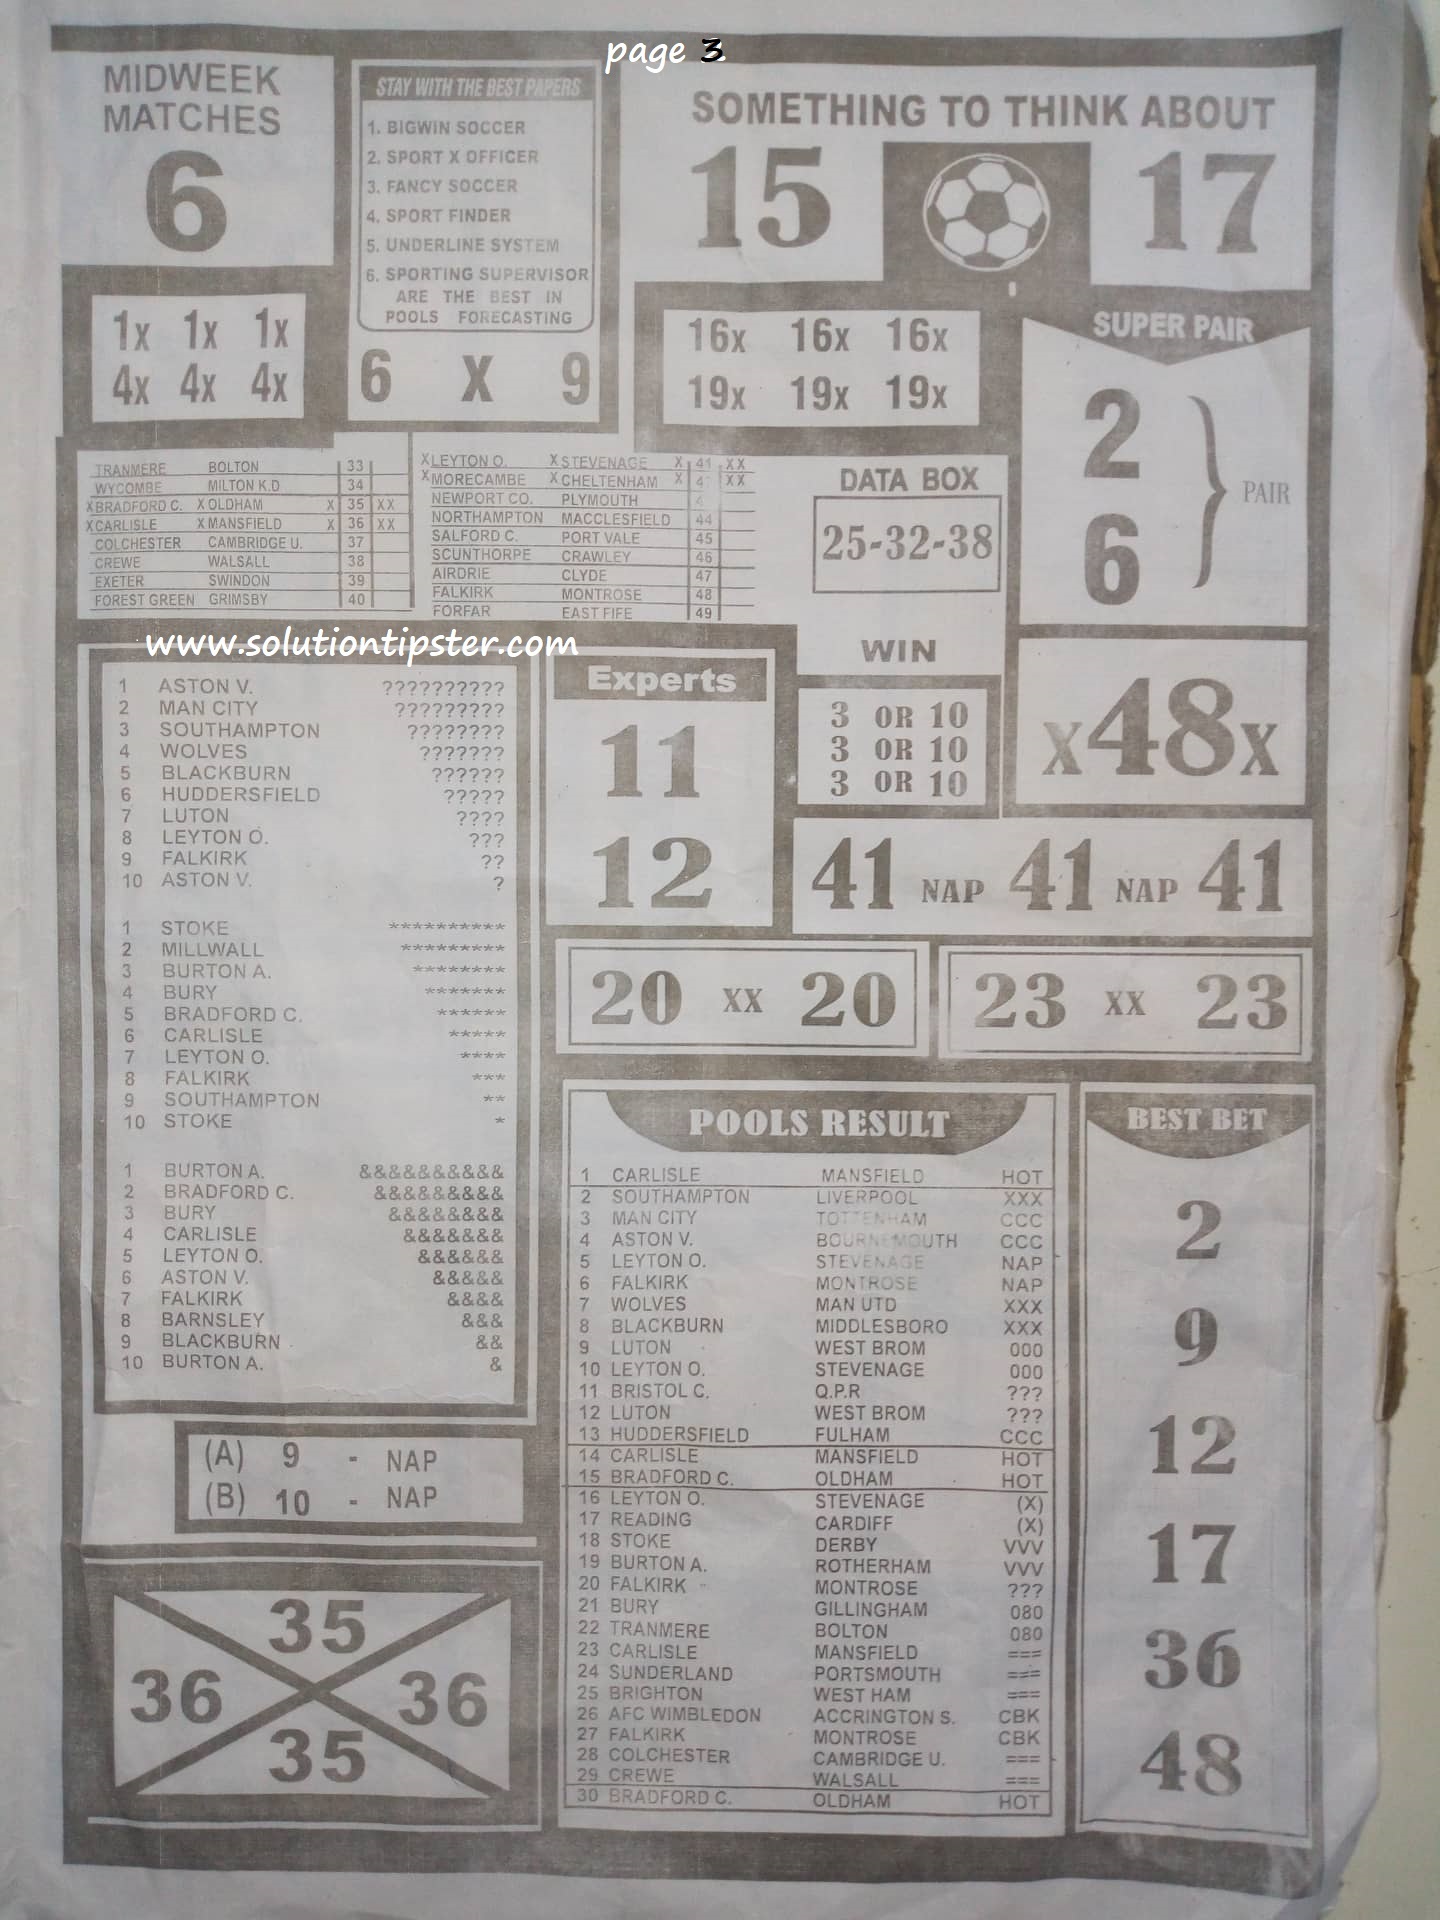 page 3
MIDWEEK
MATCHES
6
STAY WITH THE BEST PAPERS
1. BIGWIN SOCCER
2. SPORT X OFFICER
3. FANCY SOCCER
4. SPORT FINDER
5. UNDERLINE SYSTEM
6. SPORTING SUPERVISOR
ARE THE BEST IN
POOLS FORECASTING
SOMETHING TO THINK ABOUT
15 17
1x 1x 1x
4x 4x 4x
6 X 9
16x 16x 16x
19x 19x 19x
SUPER PAIR
2
6
PAIR
TRANMERE BOLTON 33
WYCOMBE MILTON K.D 34
X BRADFORD C. X OLDHAM X 35 XX
X CARLISLE X MANSFIELD X 36 XX
COLCHESTER CAMBRIDGE U. 37
CREWE WALSALL 38
EXETER SWINDON 39
FOREST GREEN GRIMSBY 40
X LEYTON O. X STEVENAGE X 41 XX
X MORECAMBE X CHELTENHAM X XX
NEWPORT CO. PLYMOUTH
NORTHAMPTON MACCLESFIELD 44
SALFORD C. PORT VALE 45
SCUNTHORPE CRAWLEY 46
AIRDRIE CLYDE 47
FALKIRK MONTROSE 48
FORFAR EAST FIFE 49
DATA BOX
25-32-38
www.solutiontipster.com
1 ASTON V. ??????????
2 MAN CITY ?????????
3 SOUTHAMPTON ????????
4 WOLVES ???????
5 BLACKBURN ??????
6 HUDDERSFIELD ?????
7 LUTON ????
8 LEYTON O. ???
9 FALKIRK ??
10 ASTON V. ?
1 STOKE **********
2 MILLWALL *********
3 BURTON A. ********
4 BURY *******
5 BRADFORD C. ******
6 CARLISLE *****
7 LEYTON O. ****
8 FALKIRK ***
9 SOUTHAMPTON **
10 STOKE *
1 BURTON A. &&&&&&&&&&
2 BRADFORD C. &&&&&&&&&
3 BURY &&&&&&&&
4 CARLISLE &&&&&&&
5 LEYTON O. &&&&&&
6 ASTON V. &&&&&
7 FALKIRK &&&&
8 BARNSLEY &&&
9 BLACKBURN &&
10 BURTON A. &
Experts
11
12
WIN
3 OR 10
3 OR 10
3 OR 10
X48X
41 NAP 41 NAP 41
20 XX 20
23 XX 23
(A) 9 - NAP
(B) 10 - NAP
35
36 36
35
POOLS RESULT
1 CARLISLE MANSFIELD HOT
2 SOUTHAMPTON LIVERPOOL XXX
3 MAN CITY TOTTENHAM CCC
4 ASTON V. BOURNEMOUTH CCC
5 LEYTON O. STEVENAGE NAP
6 FALKIRK MONTROSE NAP
7 WOLVES MAN UTD XXX
8 BLACKBURN MIDDLESBORO XXX
9 LUTON WEST BROM 000
10 LEYTON O. STEVENAGE 000
11 BRISTOL C. Q.P.R ???
12 LUTON WEST BROM ???
13 HUDDERSFIELD FULHAM CCC
14 CARLISLE MANSFIELD HOT
15 BRADFORD C. OLDHAM HOT
16 LEYTON O. STEVENAGE (X)
17 READING CARDIFF (X)
18 STOKE DERBY VVV
19 BURTON A. ROTHERHAM VVV
20 FALKIRK MONTROSE ???
21 BURY GILLINGHAM 080
22 TRANMERE BOLTON 080
23 CARLISLE MANSFIELD ===
24 SUNDERLAND PORTSMOUTH ===
25 BRIGHTON WEST HAM ===
26 AFC WIMBLEDON ACCRINGTON S. CBK
27 FALKIRK MONTROSE CBK
28 COLCHESTER CAMBRIDGE U. ===
29 CREWE WALSALL ===
30 BRADFORD C. OLDHAM HOT
BEST BET
2
9
12
17
36
48